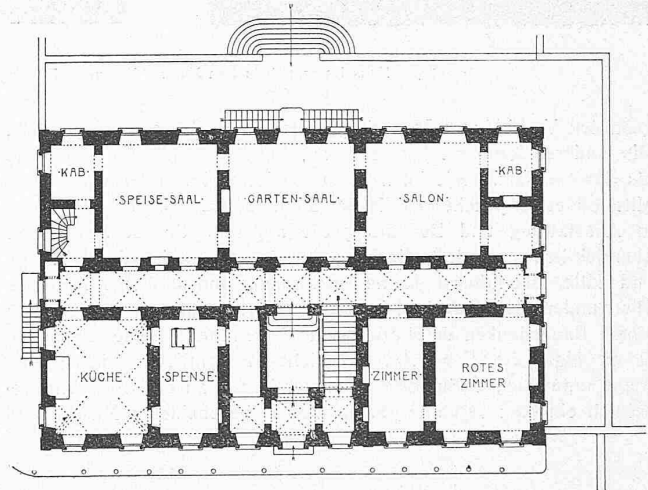 KAB.
SPEISE-SAAL
GARTEN-SAAL
SALON
KAB
KÜCHE
SPENSE
ZIMMER
ROTES
ZIMMER